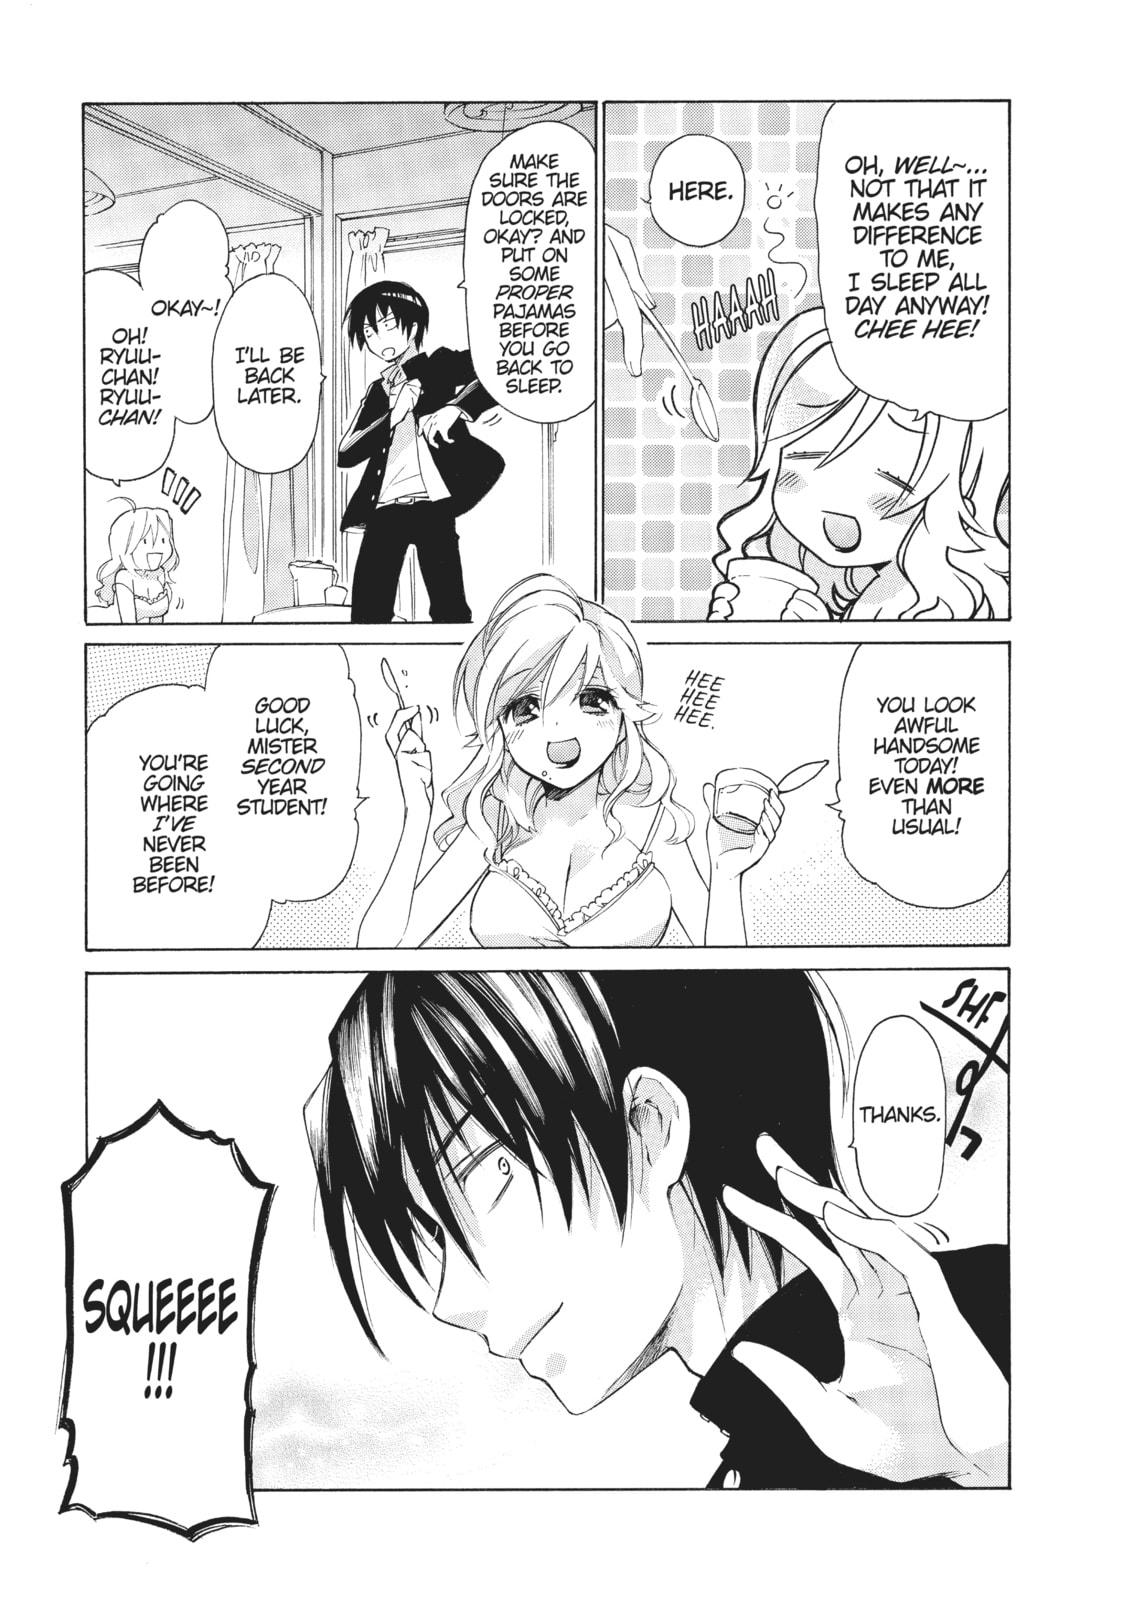 OH, WELL~...
NOT THAT IT
MAKES ANY
DIFFERENCE
TO ME,
I SLEEP ALL
DAY ANYWAY!
CHEE HEE!
HERE.
HAAAH
MAKE
SURE THE
DOORS ARE
LOCKED,
OKAY? AND
PUT ON
SOME
PROPER
PAJAMAS
BEFORE
YOU GO
BACK TO
SLEEP.
I'LL BE
BACK
LATER.
OKAY~!
OH!
RYUU-
CHAN!
RYUU-
CHAN!
YOU LOOK
AWFUL
HANDSOME
TODAY!
EVEN MORE
THAN
USUAL!
HEE
HEE
HEE.
GOOD
LUCK,
MISTER
SECOND
YEAR
STUDENT!
YOU'RE
GOING
WHERE
I'VE
NEVER
BEEN
BEFORE!
THANKS.
SQUEEEE
!!!